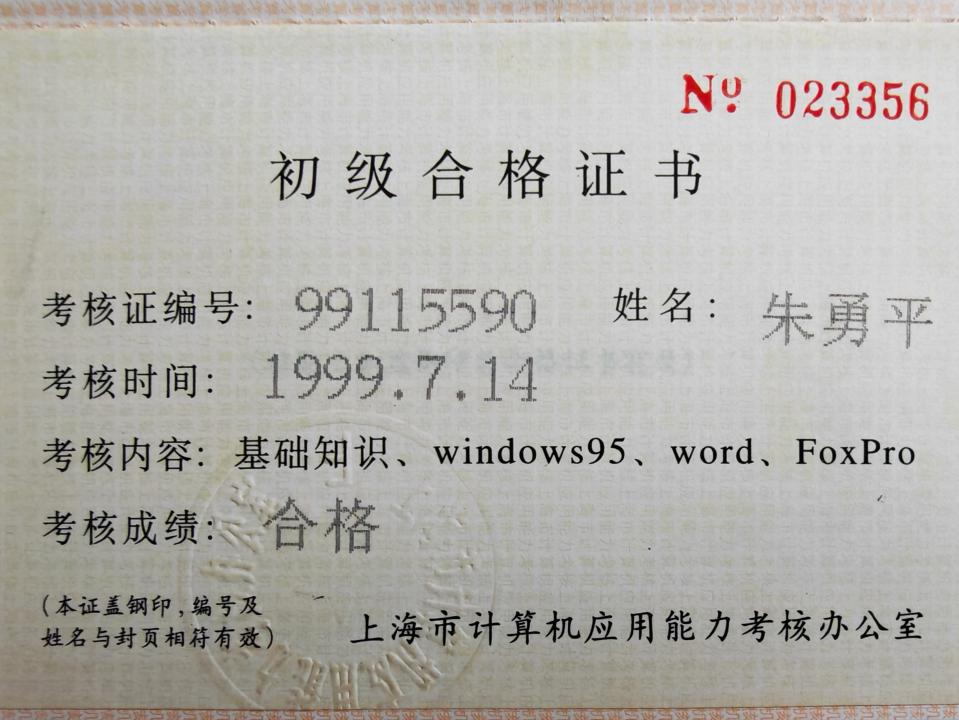 Nº 023356
初级合格证书
考核证编号: 99115590 姓名: 朱勇平
考核时间: 1999.7.14
考核内容: 基础知识、windows95、word、FoxPro
考核成绩: 合格
(本证盖钢印,编号及
姓名与封页相符有效)
上海市计算机应用能力考核办公室